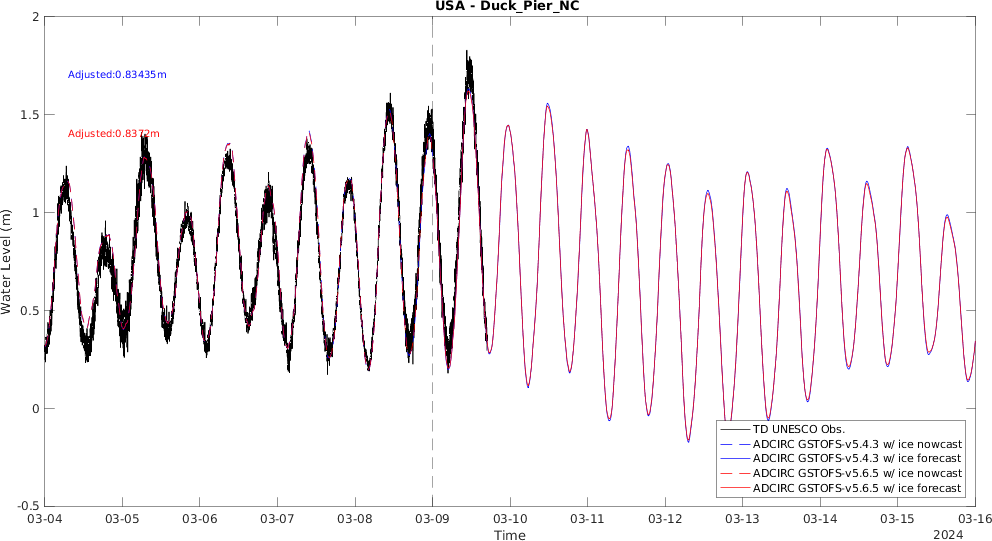 USA - Duck_Pier_NC
Adjusted:0.83435m
Adjusted:0.8372m
Water Level (m)
2
1.5
1
0.5
0
-0.5
TD UNESCO Obs.
ADCIRC GSTOFS-v5.4.3 w/ ice nowcast
ADCIRC GSTOFS-v5.4.3 w/ ice forecast
ADCIRC GSTOFS-v5.6.5 w/ ice nowcast
ADCIRC GSTOFS-v5.6.5 w/ ice forecast
03-04 03-05 03-06 03-07 03-08 03-09 03-10 03-11 03-12 03-13 03-14 03-15 03-16
Time
2024